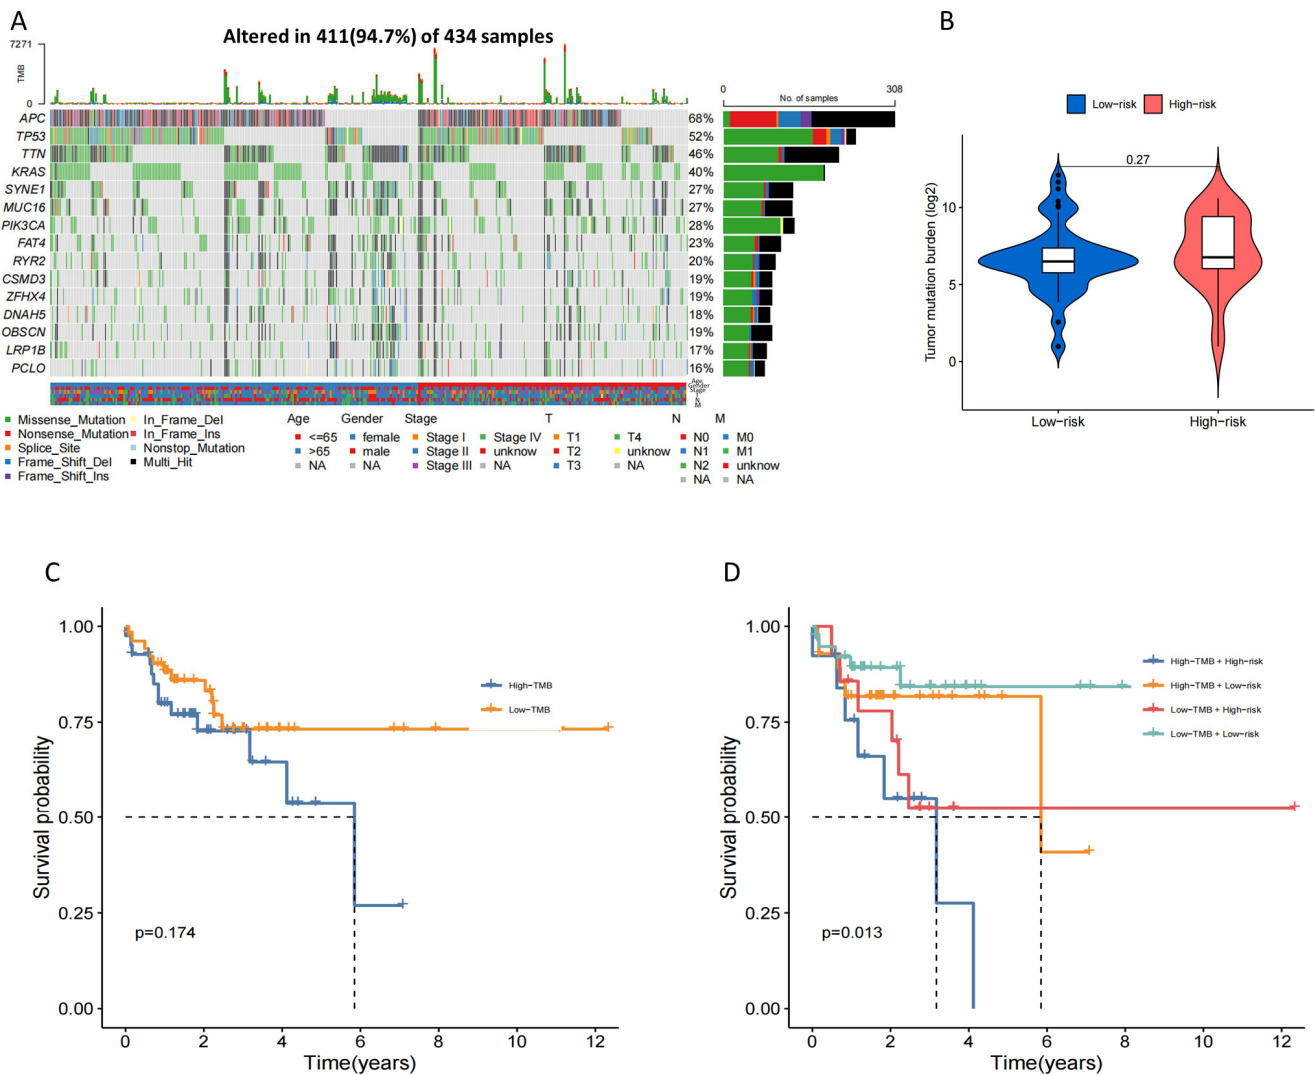 A
Altered in 411(94.7%) of 434 samples
7271
TMB
0
0 308
No. of samples
APC 68%
TP53 52%
TTN 46%
KRAS 40%
SYNE1 27%
MUC16 27%
PIK3CA 28%
FAT4 23%
RYR2 20%
CSMD3 19%
ZFHX4 19%
DNAH5 18%
OBSCN 19%
LRP1B 17%
PCLO 16%
Age
Gender
Stage
T
N
M
Missense_Mutation
Nonsense_Mutation
Splice_Site
Frame_Shift_Del
Frame_Shift_Ins
In_Frame_Del
In_Frame_Ins
Nonstop_Mutation
Multi_Hit
Age
<=65
>65
NA
Gender
female
male
NA
Stage
Stage I
Stage II
Stage III
Stage IV
unknow
NA
T
T1
T2
T3
T4
unknow
NA
N
N0
N1
N2
NA
M
M0
M1
unknow
NA
B
Low-risk High-risk
0.27
Tumor mutation burden (log2)
10
5
0
Low-risk High-risk
C
1.00
0.75
0.50
0.25
0.00
Survival probability
High-TMB
Low-TMB
p=0.174
0 2 4 6 8 10 12
Time(years)
D
1.00
0.75
0.50
0.25
0.00
Survival probability
High-TMB + High-risk
High-TMB + Low-risk
Low-TMB + High-risk
Low-TMB + Low-risk
p=0.013
0 2 4 6 8 10 12
Time(years)